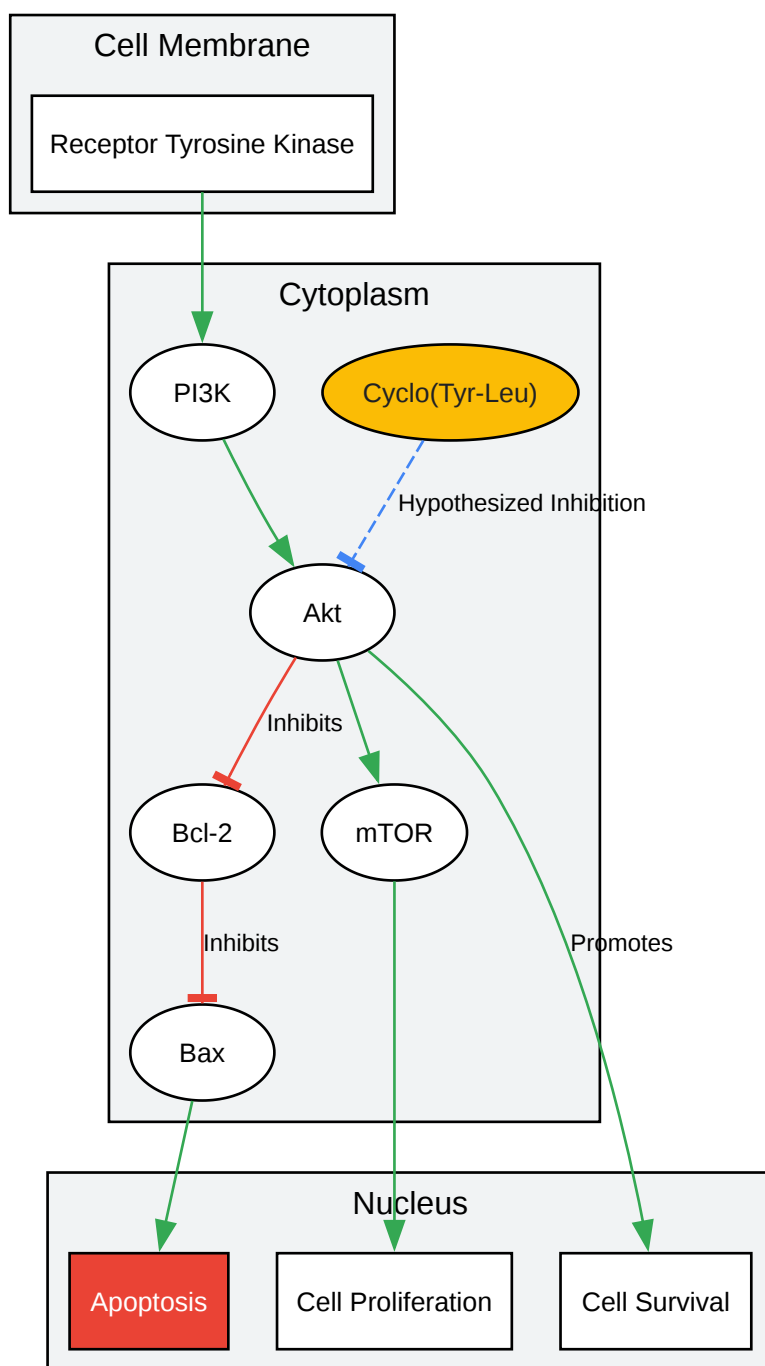 Cell Membrane
Receptor Tyrosine Kinase
Cytoplasm
PI3K
Cyclo(Tyr-Leu)
Hypothesized Inhibition
Akt
Inhibits
Bcl-2
mTOR
Inhibits
Promotes
Bax
Nucleus
Apoptosis
Cell Proliferation
Cell Survival